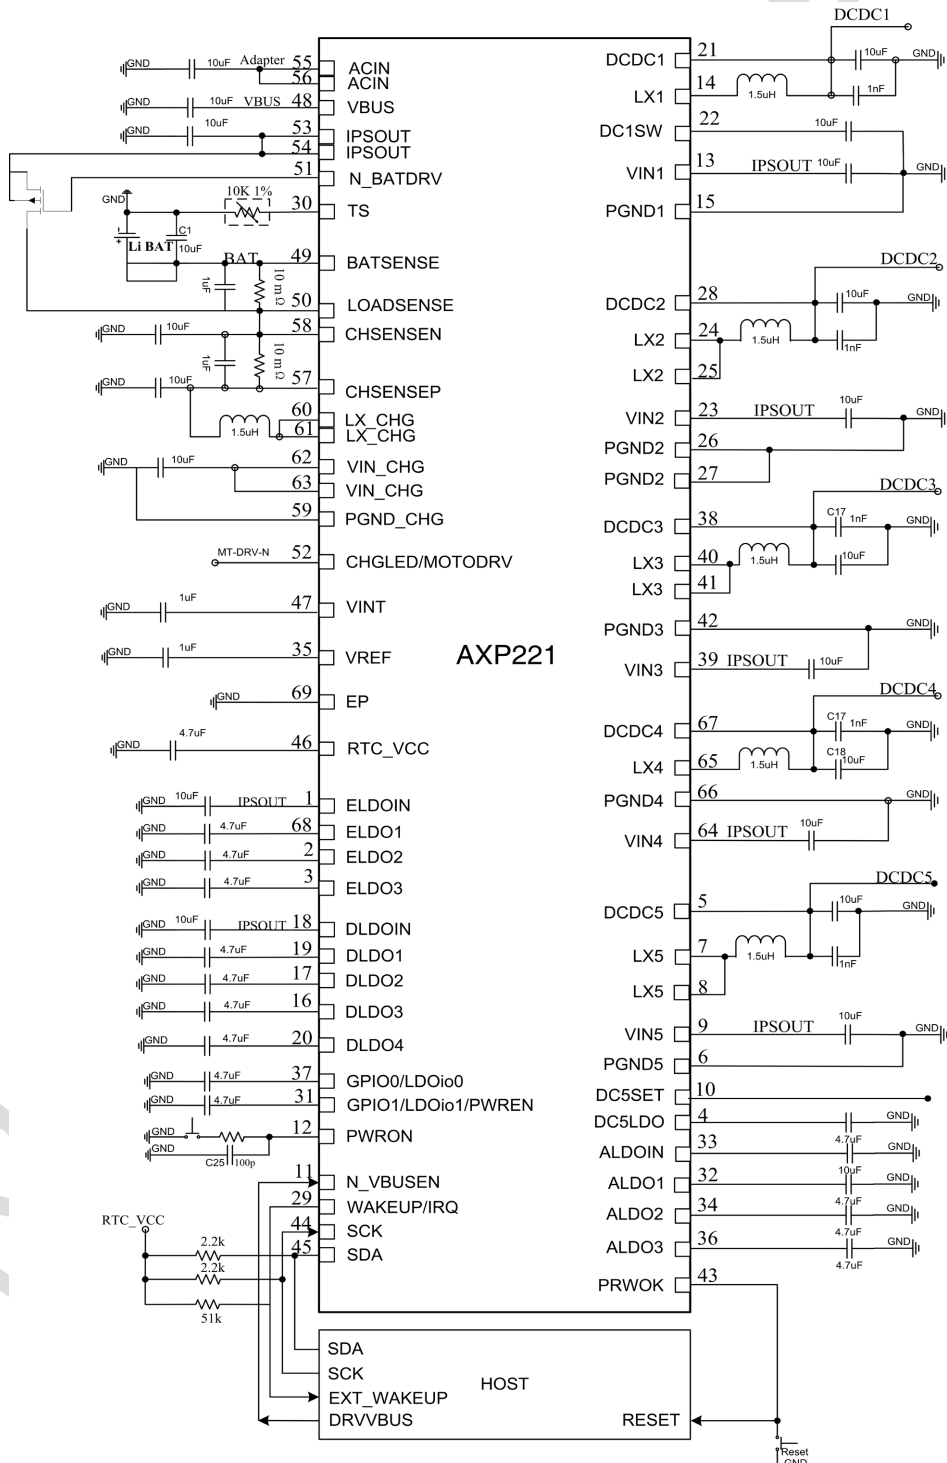 DCDC1
GND 10uF Adapter 55 ACIN
56 ACIN
GND 10uF VBUS 48 VBUS
GND 10uF 53 IPSOUT
54 IPSOUT
51 N_BATDRV
GND 10K 1% 30 TS
Li BAT C1 10uF
BAT 49 BATSENSE
1uF 10 m Ω
50 LOADSENSE
GND 10uF 58 CHSENSEN
1uF 10 m Ω
GND 10uF 57 CHSENSEP
60 LX_CHG
1.5uH 61 LX_CHG
GND 10uF 62 VIN_CHG
63 VIN_CHG
59 PGND_CHG
MT-DRV-N 52 CHGLED/MOTODRV
GND 1uF 47 VINT
GND 1uF 35 VREF
GND 69 EP
GND 4.7uF 46 RTC_VCC
GND 10uF IPSOUT 1 ELDOIN
GND 4.7uF 68 ELDO1
GND 4.7uF 2 ELDO2
GND 4.7uF 3 ELDO3
GND 10uF IPSOUT 18 DLDOIN
GND 4.7uF 19 DLDO1
GND 4.7uF 17 DLDO2
GND 4.7uF 16 DLDO3
GND 4.7uF 20 DLDO4
GND 4.7uF 37 GPIO0/LDOio0
GND 4.7uF 31 GPIO1/LDOio1/PWREN
GND 12 PWRON
GND C25 100p
11 N_VBUSEN
29 WAKEUP/IRQ
RTC_VCC 44 SCK
2.2k 45 SDA
2.2k
51k
AXP221
DCDC1 21 10uF GND
LX1 14 1.5uH 1nF
DC1SW 22 10uF
VIN1 13 IPSOUT 10uF GND
PGND1 15
DCDC2
DCDC2 28 10uF GND
LX2 24 1.5uH 1nF
LX2 25
VIN2 23 IPSOUT 10uF GND
PGND2 26
PGND2 27
DCDC3
DCDC3 38 C17 1nF GND
LX3 40 1.5uH 10uF
LX3 41
PGND3 42 GND
VIN3 39 IPSOUT 10uF
DCDC4
DCDC4 67 C17 1nF GND
LX4 65 1.5uH C18 10uF
PGND4 66 GND
VIN4 64 IPSOUT 10uF
DCDC5
DCDC5 5 10uF GND
LX5 7 1.5uH 1nF
LX5 8
VIN5 9 IPSOUT 10uF GND
PGND5 6
DC5SET 10
DC5LDO 4 4.7uF GND
ALDOIN 33 10uF GND
ALDO1 32 4.7uF GND
ALDO2 34 4.7uF GND
ALDO3 36 4.7uF GND
PRWOK 43
SDA
SCK
HOST
EXT_WAKEUP
DRVVBUS RESET
Reset
GND